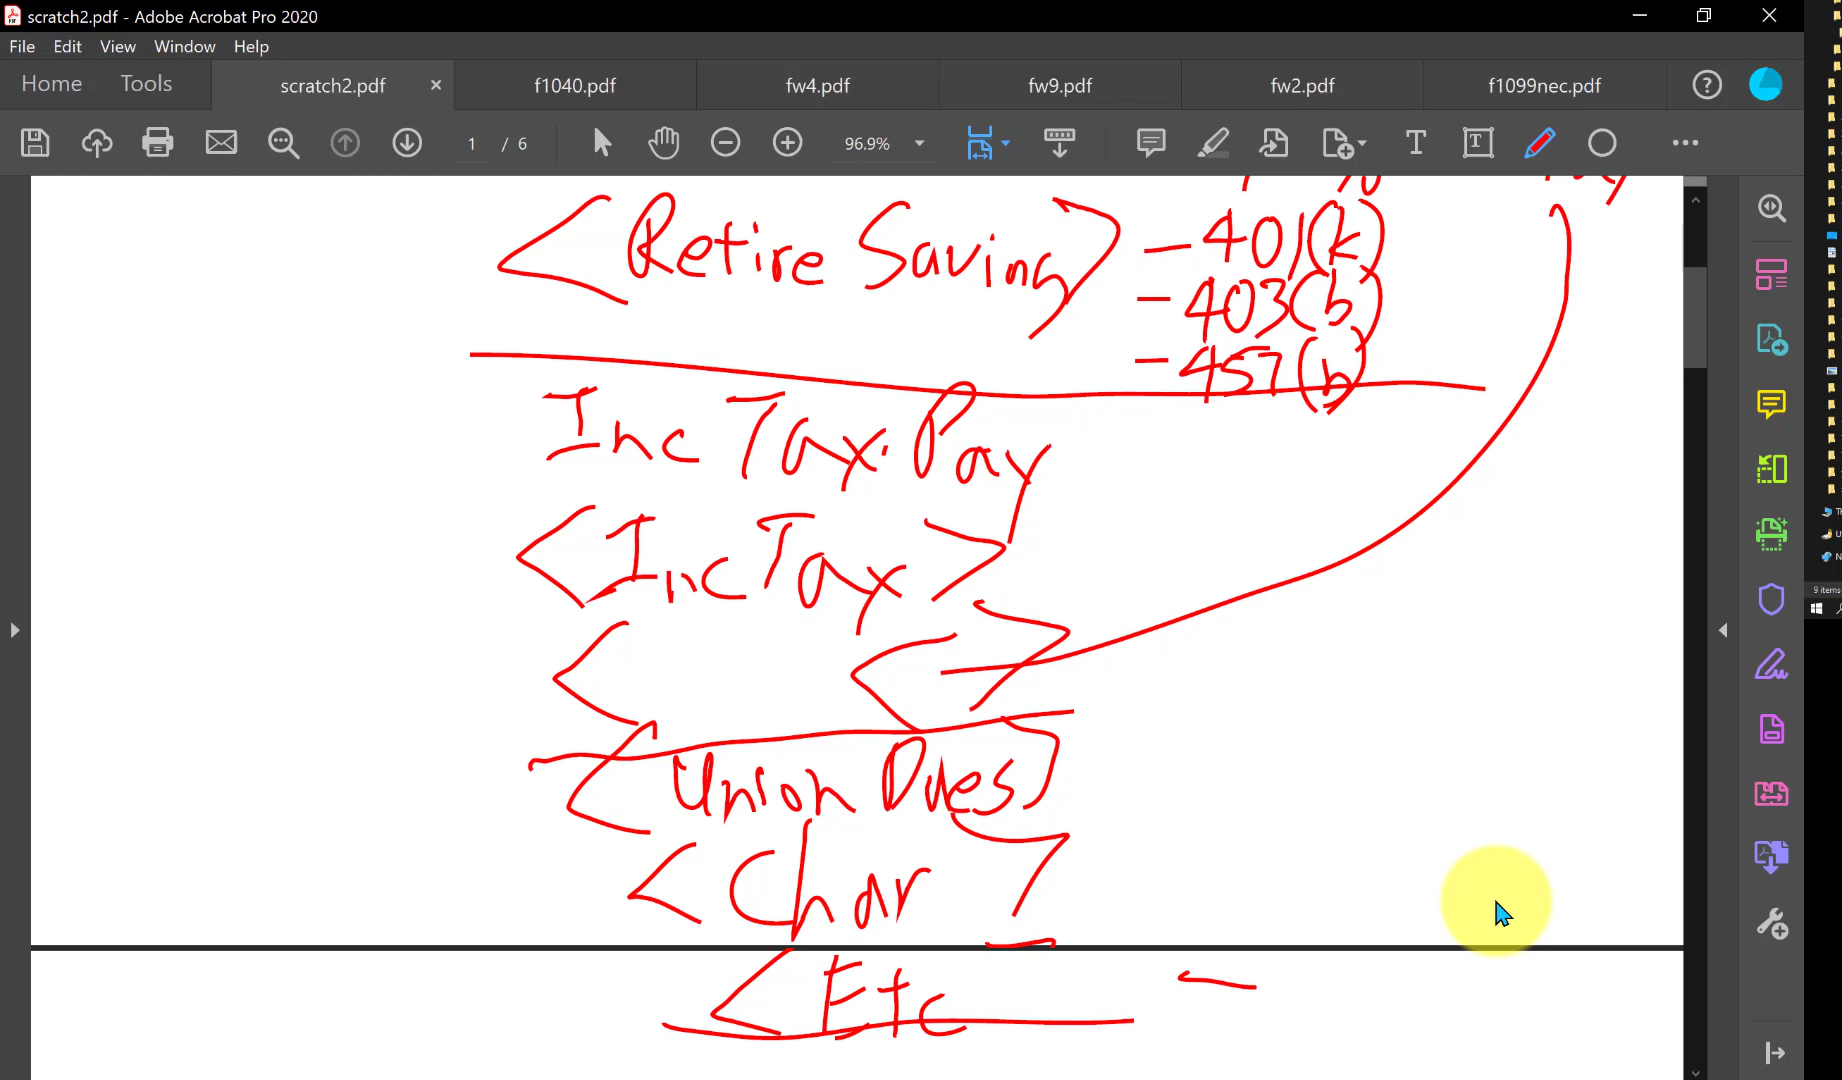 scratch2.pdf - Adobe Acrobat Pro 2020
File Edit View Window Help
Home Tools scratch2.pdf × f1040.pdf fw4.pdf fw9.pdf fw2.pdf f1099nec.pdf
1 / 6 96.9%
<Retire Saving> - 401(k)
- 403(b)
- 457(b)
Inc Tax. Pay
<Inc Tax>
< < >
<Union Dues>
<Char >
<Etc -
9 items